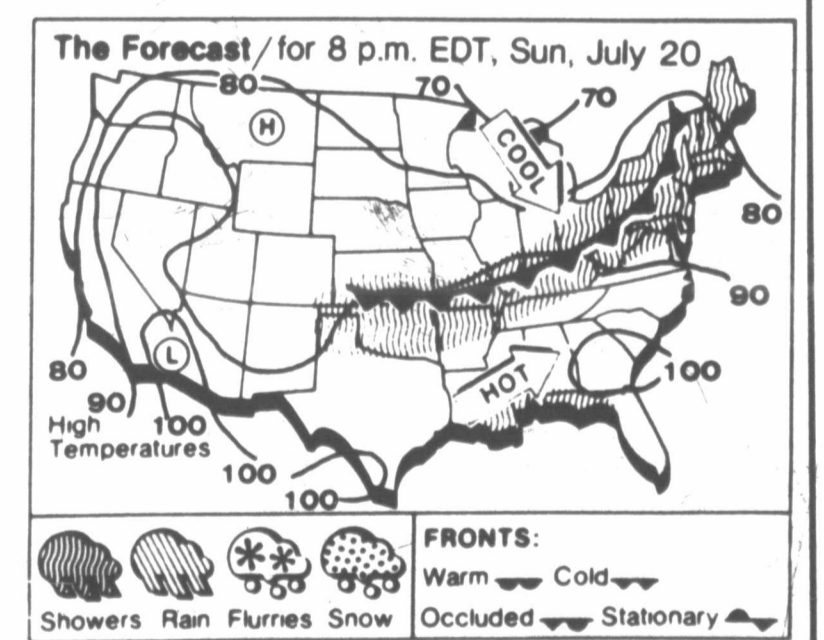 The Forecast / for 8 p.m. EDT, Sun, July 20
80
70
70
H
COOL
80
90
L
HOT
100
80
90
100
High
Temperatures
100
100
Showers Rain Flurries Snow
FRONTS:
Warm Cold
Occluded Stationary